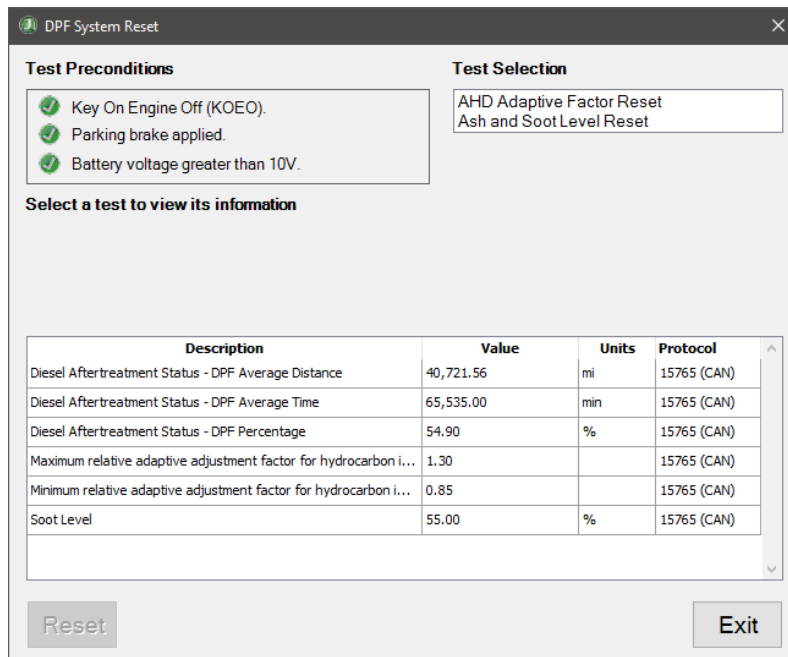 DPF System Reset
Test Preconditions
Key On Engine Off (KOEO).
Parking brake applied.
Battery voltage greater than 10V.
Test Selection
AHD Adaptive Factor Reset
Ash and Soot Level Reset
Select a test to view its information
Description Value Units Protocol
Diesel Aftertreatment Status - DPF Average Distance 40,721.56 mi 15765 (CAN)
Diesel Aftertreatment Status - DPF Average Time 65,535.00 min 15765 (CAN)
Diesel Aftertreatment Status - DPF Percentage 54.90 % 15765 (CAN)
Maximum relative adaptive adjustment factor for hydrocarbon i... 1.30 15765 (CAN)
Minimum relative adaptive adjustment factor for hydrocarbon i... 0.85 15765 (CAN)
Soot Level 55.00 % 15765 (CAN)
Reset Exit